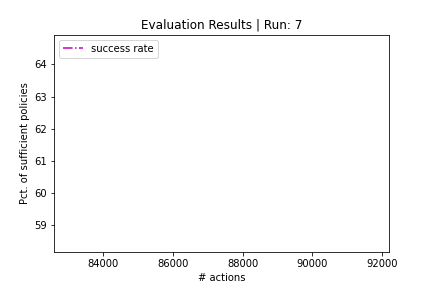 Evaluation Results | Run: 7
success rate
Pct. of sufficient policies
64
63
62
61
60
59
84000 86000 88000 90000 92000
# actions